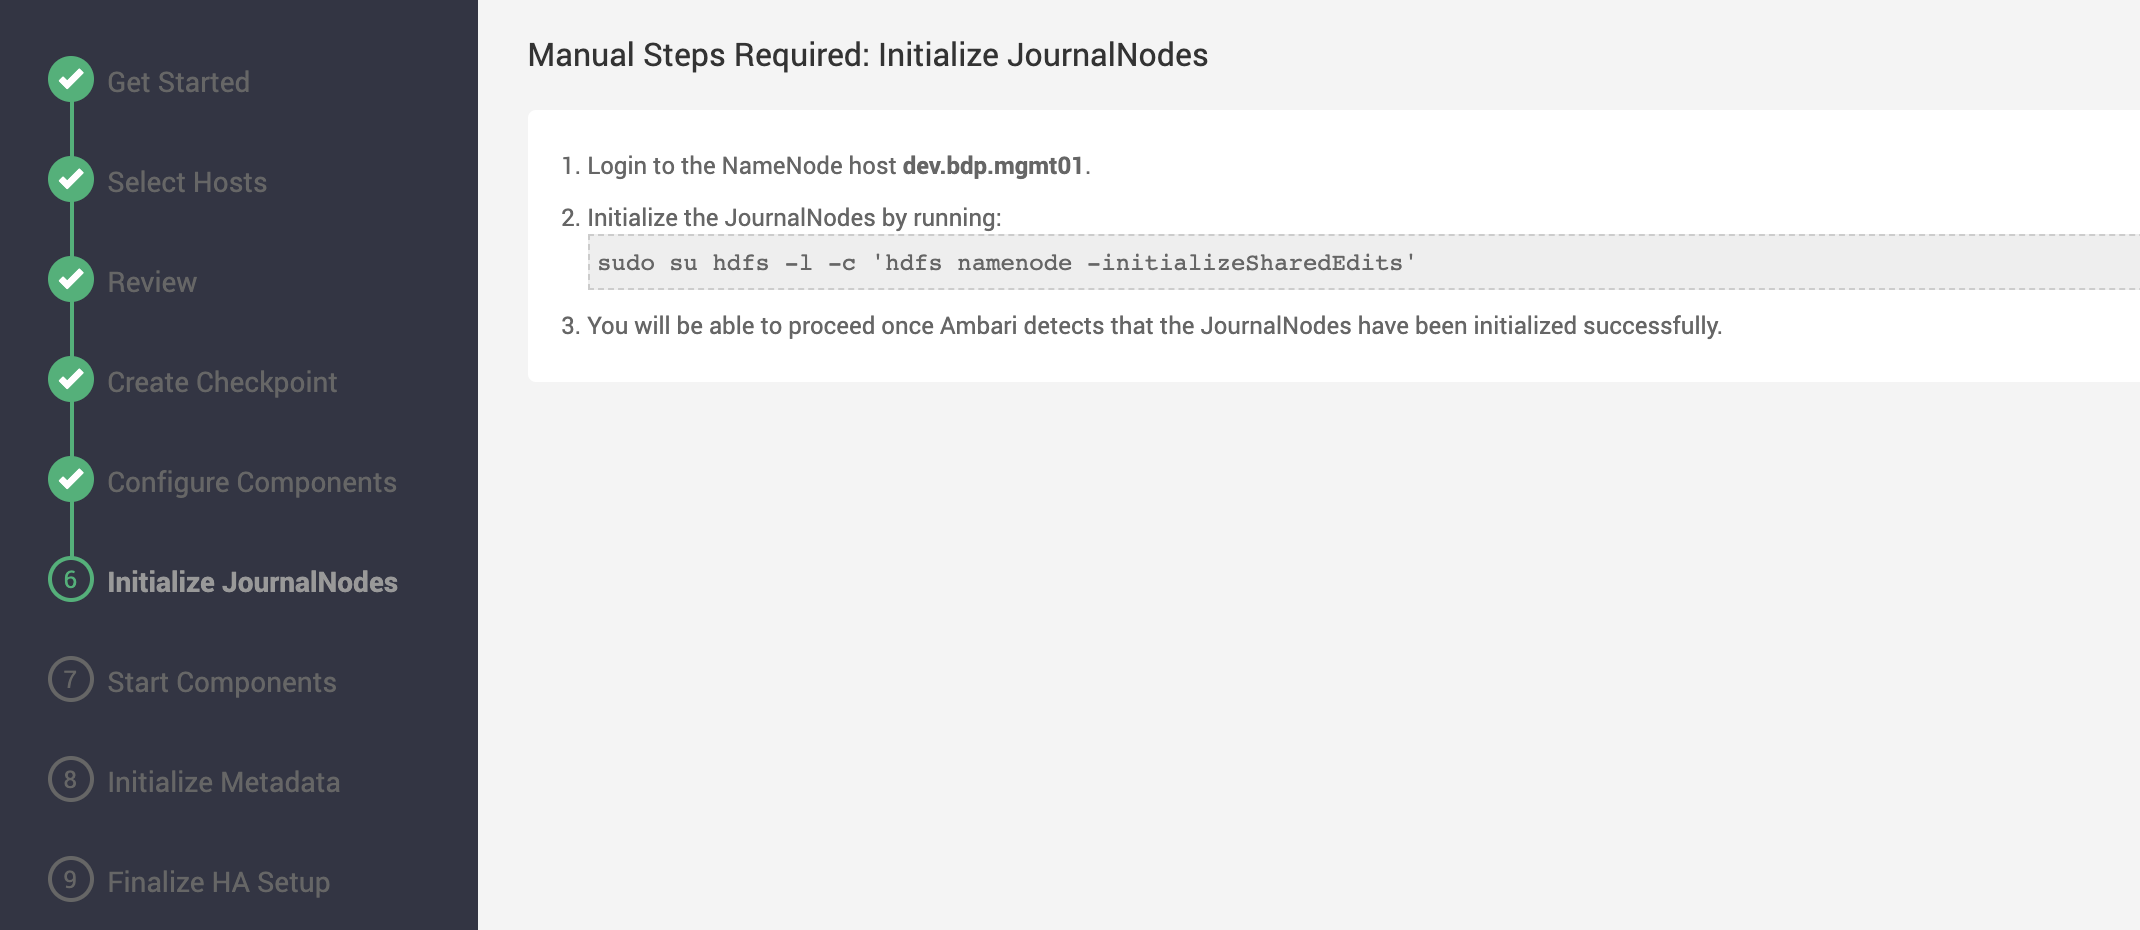 Get Started
Select Hosts
Review
Create Checkpoint
Configure Components
6 Initialize JournalNodes
7 Start Components
8 Initialize Metadata
9 Finalize HA Setup
Manual Steps Required: Initialize JournalNodes
1. Login to the NameNode host dev.bdp.mgmt01.
2. Initialize the JournalNodes by running:
sudo su hdfs -l -c 'hdfs namenode -initializeSharedEdits'
3. You will be able to proceed once Ambari detects that the JournalNodes have been initialized successfully.